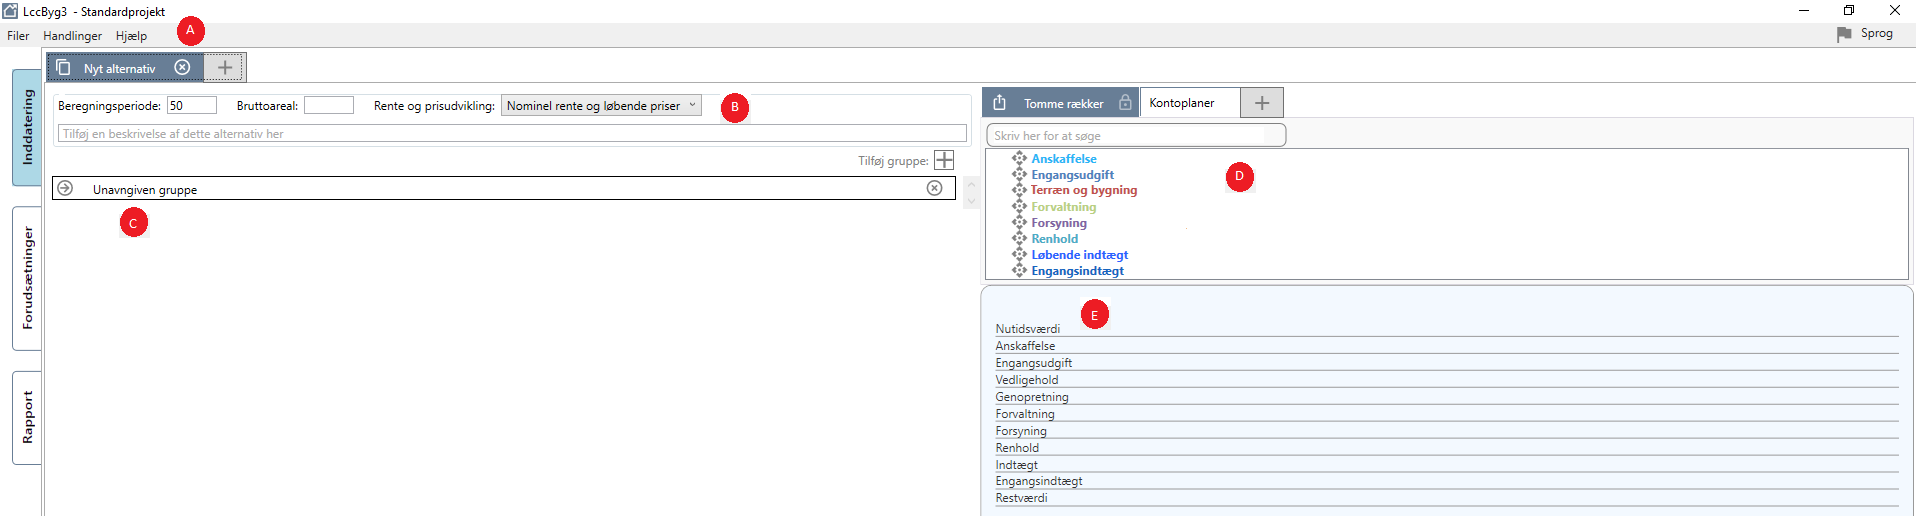 LccByg3 - Standardprojekt
Filer Handlinger Hjælp A Sprog
Nyt alternativ
Inddatering
Forudsætninger
Rapport
Beregningsperiode: 50 Bruttoareal: Rente og prisudvikling: Nominel rente og løbende priser B
Tilføj en beskrivelse af dette alternativ her
Tilføj gruppe:
Unavngiven gruppe
C
Tomme rækker Kontoplaner
Skriv her for at søge
Anskaffelse
Engangsudgift D
Terræn og bygning
Forvaltning
Forsyning
Renhold
Løbende indtægt
Engangsindtægt
E
Nutidsværdi
Anskaffelse
Engangsudgift
Vedligehold
Genopretning
Forvaltning
Forsyning
Renhold
Indtægt
Engangsindtægt
Restværdi